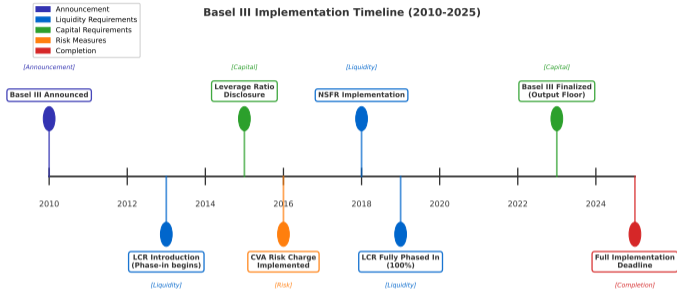 Basel III Implementation Timeline (2010-2025)
Announcement
Liquidity Requirements
Capital Requirements
Risk Measures
Completion
[Announcement]
[Capital]
[Liquidity]
[Capital]
Basel III Announced
Leverage Ratio
Disclosure
NSFR Implementation
Basel III Finalized
(Output Floor)
2010
2012
2014
2016
2018
2020
2022
2024
LCR Introduction
(Phase-in begins)
CVA Risk Charge
Implemented
LCR Fully Phased In
(100%)
Full Implementation
Deadline
[Liquidity]
[Risk]
[Liquidity]
[Completion]